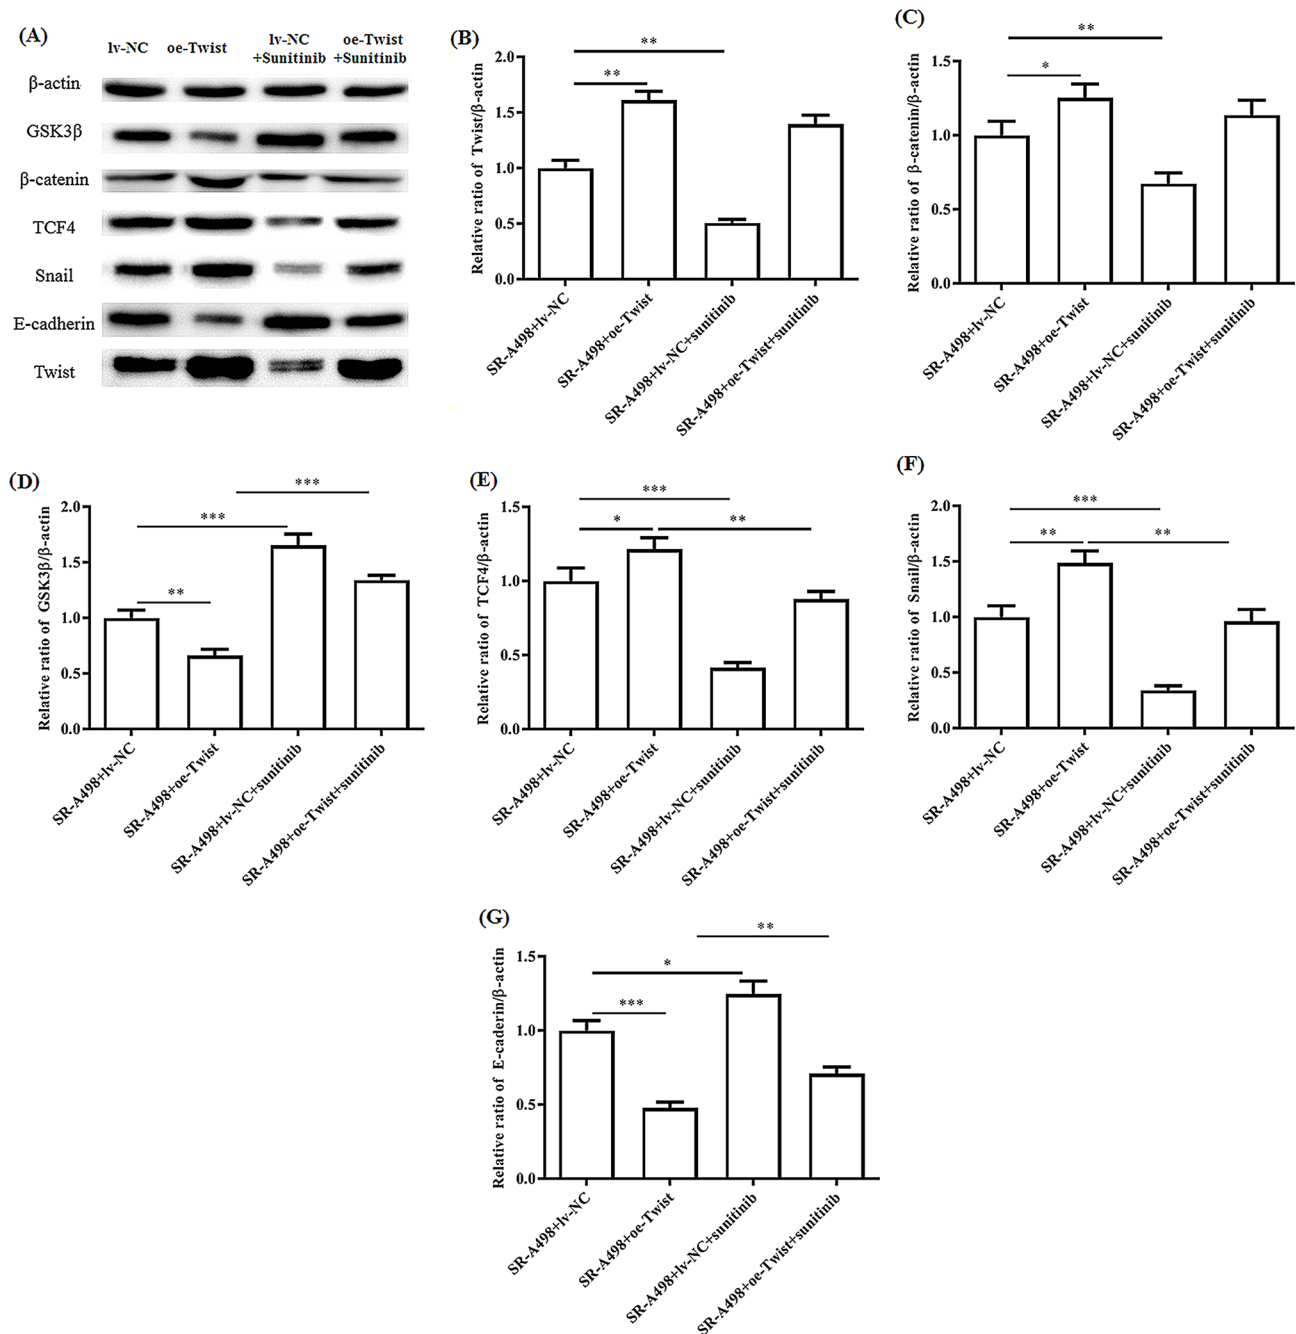 (A)
lv-NC oe-Twist lv-NC +Sunitinib oe-Twist +Sunitinib
β-actin
GSK3β
β-catenin
TCF4
Snail
E-cadherin
Twist
(B)
Relative ratio of Twist/β-actin
2.0
1.5
1.0
0.5
0.0
**
**
SR-A498+lv-NC
SR-A498+oe-Twist
SR-A498+lv-NC+sunitinib
SR-A498+oe-Twist+sunitinib
(C)
Relative ratio of β-catenin/β-actin
1.5
1.0
0.5
0.0
**
*
SR-A498+lv-NC
SR-A498+oe-Twist
SR-A498+lv-NC+sunitinib
SR-A498+oe-Twist+sunitinib
(D)
Relative ratio of GSK3β/β-actin
2.0
1.5
1.0
0.5
0.0
***
***
**
SR-A498+lv-NC
SR-A498+oe-Twist
SR-A498+lv-NC+sunitinib
SR-A498+oe-Twist+sunitinib
(E)
Relative ratio of TCF4/β-actin
1.5
1.0
0.5
0.0
***
*
**
SR-A498+lv-NC
SR-A498+oe-Twist
SR-A498+lv-NC+sunitinib
SR-A498+oe-Twist+sunitinib
(F)
Relative ratio of Snail/β-actin
2.0
1.5
1.0
0.5
0.0
***
**
**
SR-A498+lv-NC
SR-A498+oe-Twist
SR-A498+lv-NC+sunitinib
SR-A498+oe-Twist+sunitinib
(G)
Relative ratio of E-caderin/β-actin
1.5
1.0
0.5
0.0
**
*
***
SR-A498+lv-NC
SR-A498+oe-Twist
SR-A498+lv-NC+sunitinib
SR-A498+oe-Twist+sunitinib